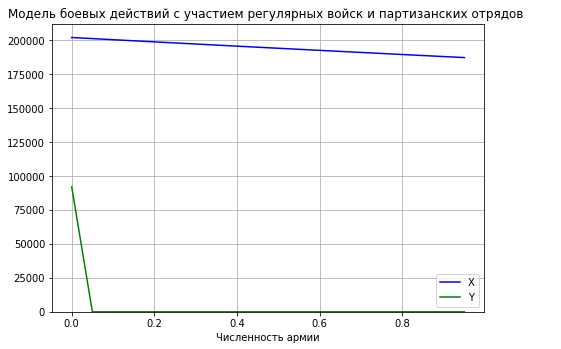 Модель боевых действий с участием регулярных войск и партизанских отрядов
200000
175000
150000
125000
100000
75000
50000
25000
0
0.0 0.2 0.4 0.6 0.8
Численность армии
X
Y